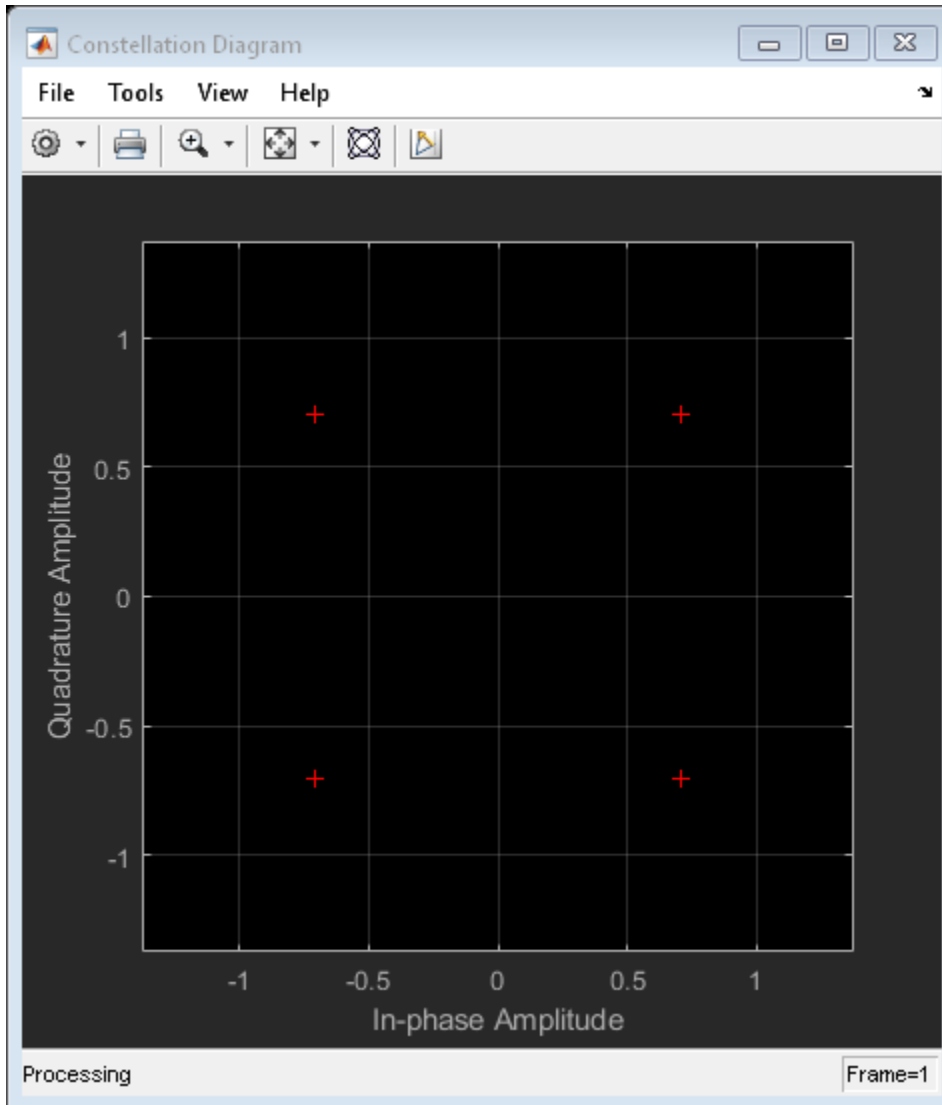 Constellation Diagram
File Tools View Help
1
0.5
0
-0.5
-1
Quadrature Amplitude
-1 -0.5 0 0.5 1
In-phase Amplitude
Processing Frame=1